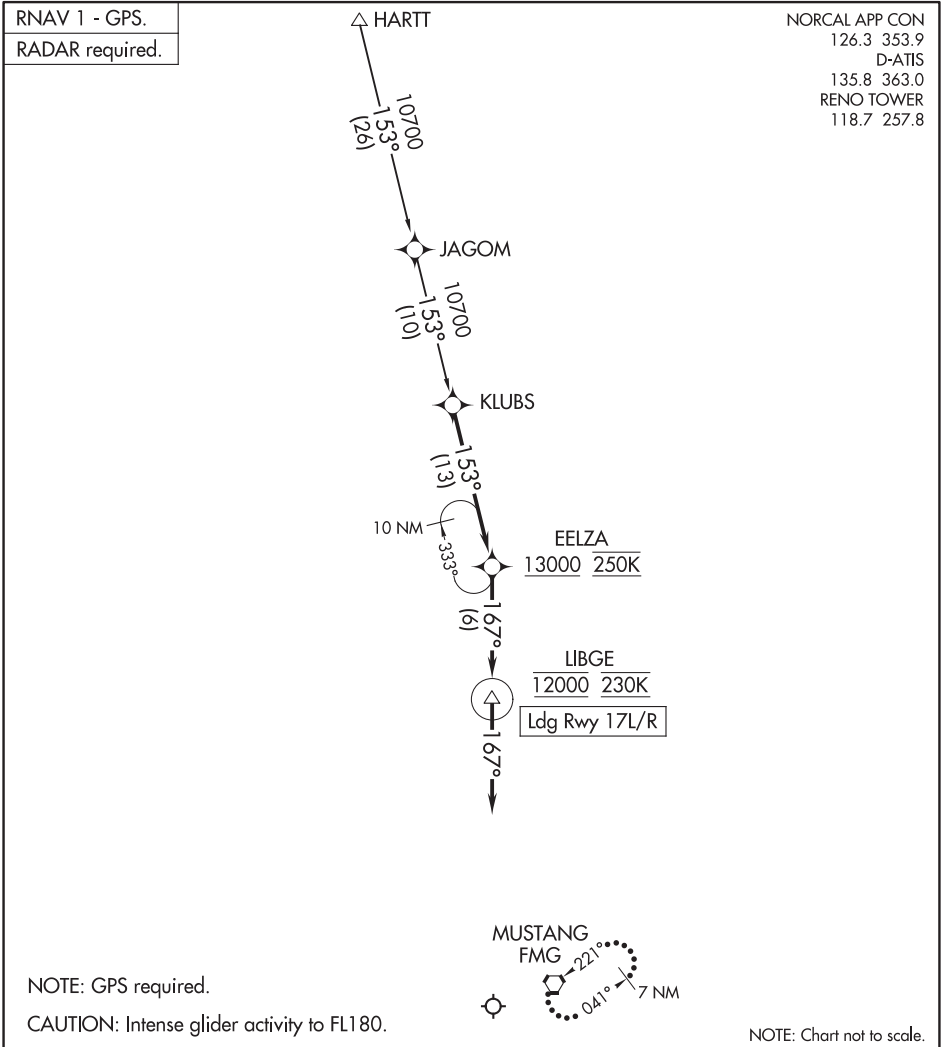 RNAV 1 - GPS.
RADAR required.
HARTT
NORCAL APP CON
126.3 353.9
D-ATIS
135.8 363.0
RENO TOWER
118.7 257.8
10700
153°
(26)
JAGOM
10700
153°
(10)
KLUBS
153°
(13)
10 NM
333°
EELZA
13000 250K
167°
(6)
LIBGE
12000 230K
Ldg Rwy 17L/R
167°
MUSTANG
FMG
221°
041°
7 NM
NOTE: GPS required.
CAUTION: Intense glider activity to FL180.
NOTE: Chart not to scale.